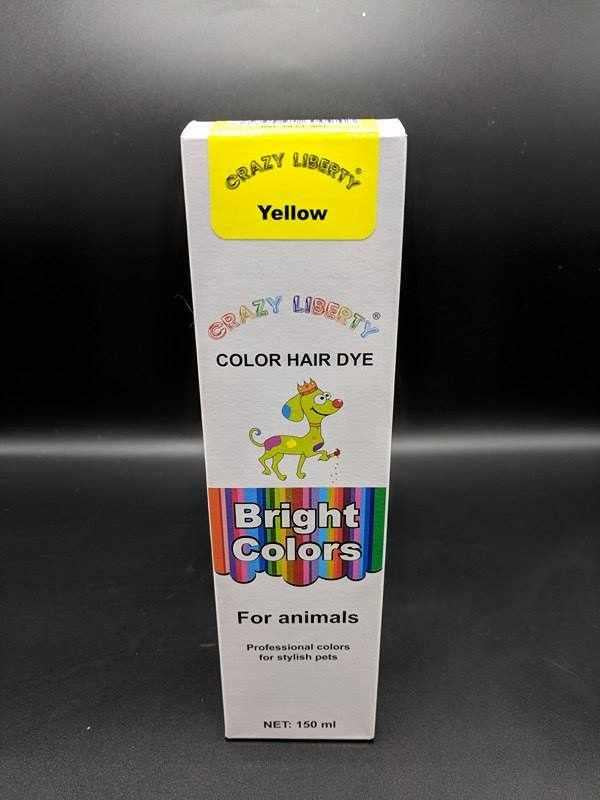 CRAZY LIBERTY®
Yellow
CRAZY LIBERTY®
COLOR HAIR DYE
Bright
Colors
For animals
Professional colors
for stylish pets
NET: 150 ml